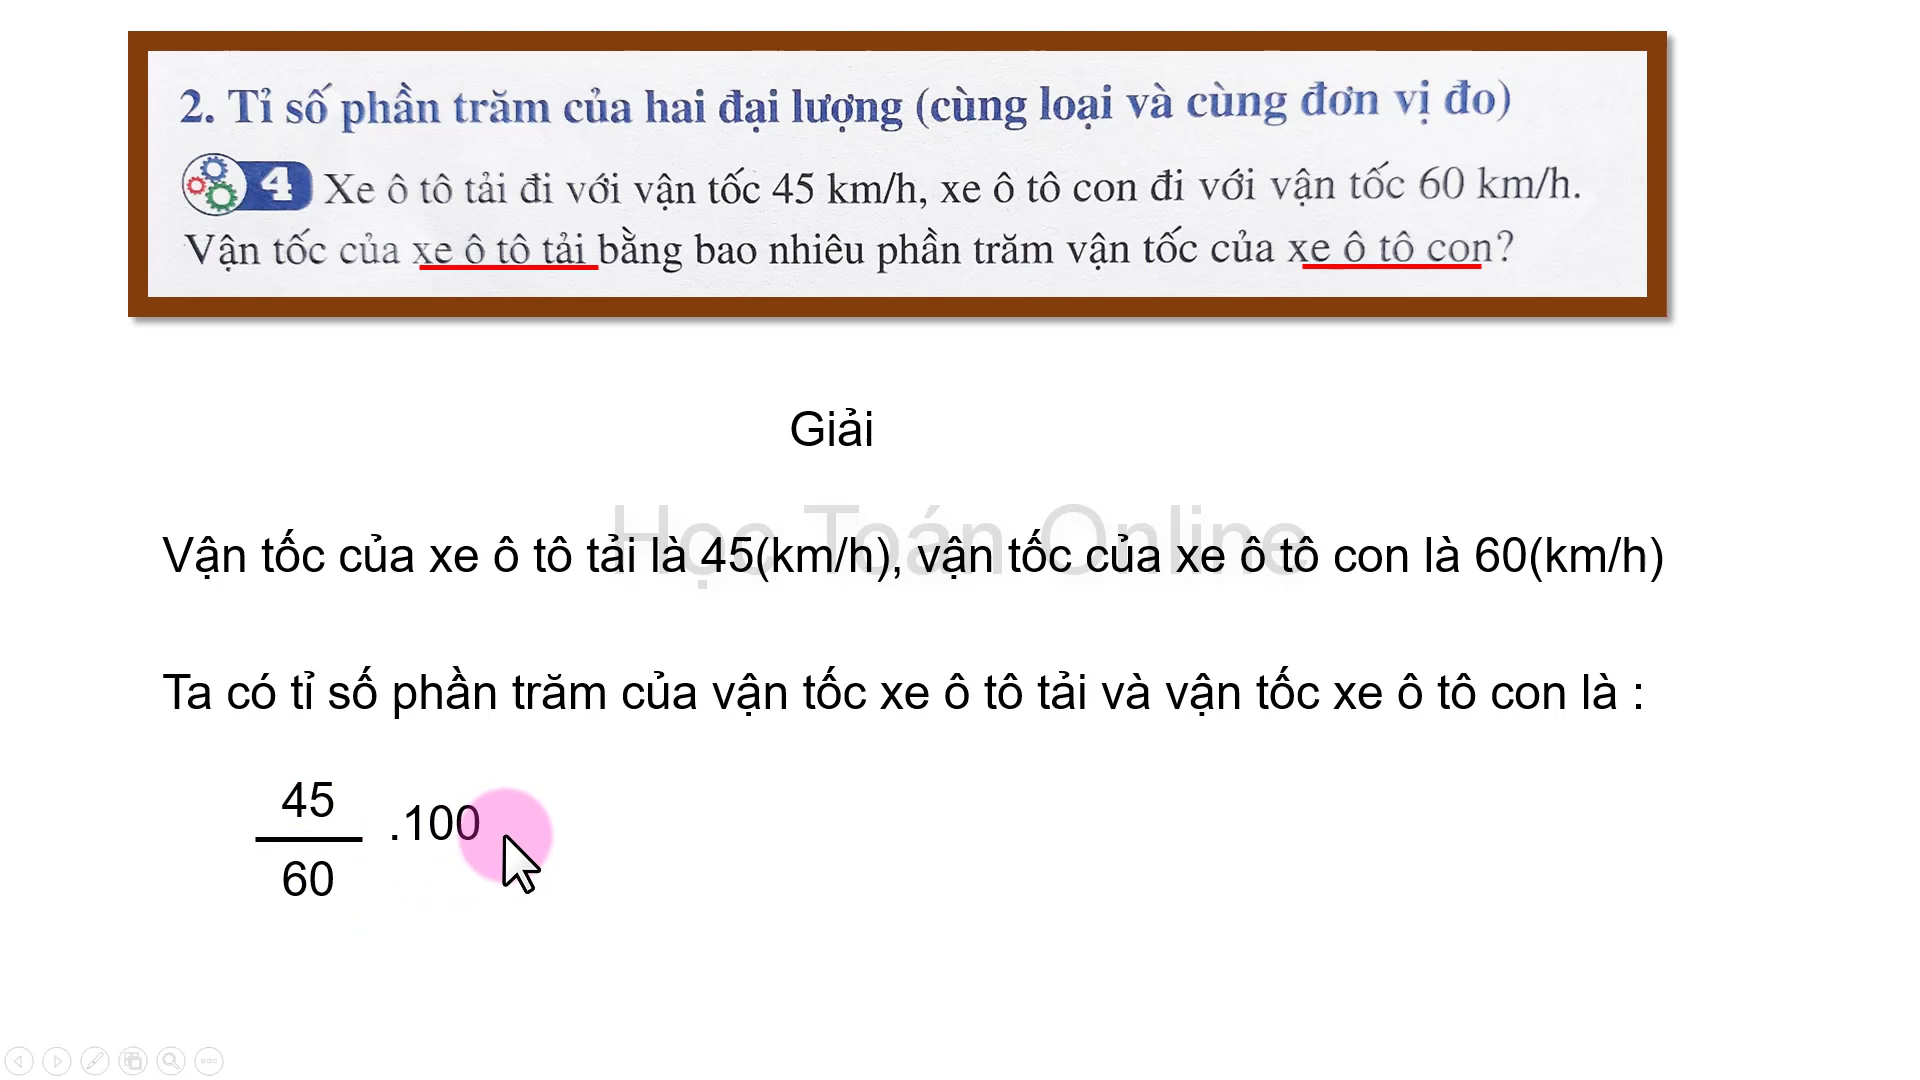 2. Tỉ số phần trăm của hai đại lượng (cùng loại và cùng đơn vị đo)
4 Xe ô tô tải đi với vận tốc 45 km/h, xe ô tô con đi với vận tốc 60 km/h.
Vận tốc của xe ô tô tải bằng bao nhiêu phần trăm vận tốc của xe ô tô con?
Giải
Học Toán Online
Vận tốc của xe ô tô tải là 45(km/h), vận tốc của xe ô tô con là 60(km/h)
Ta có tỉ số phần trăm của vận tốc xe ô tô tải và vận tốc xe ô tô con là :
45
.100
60